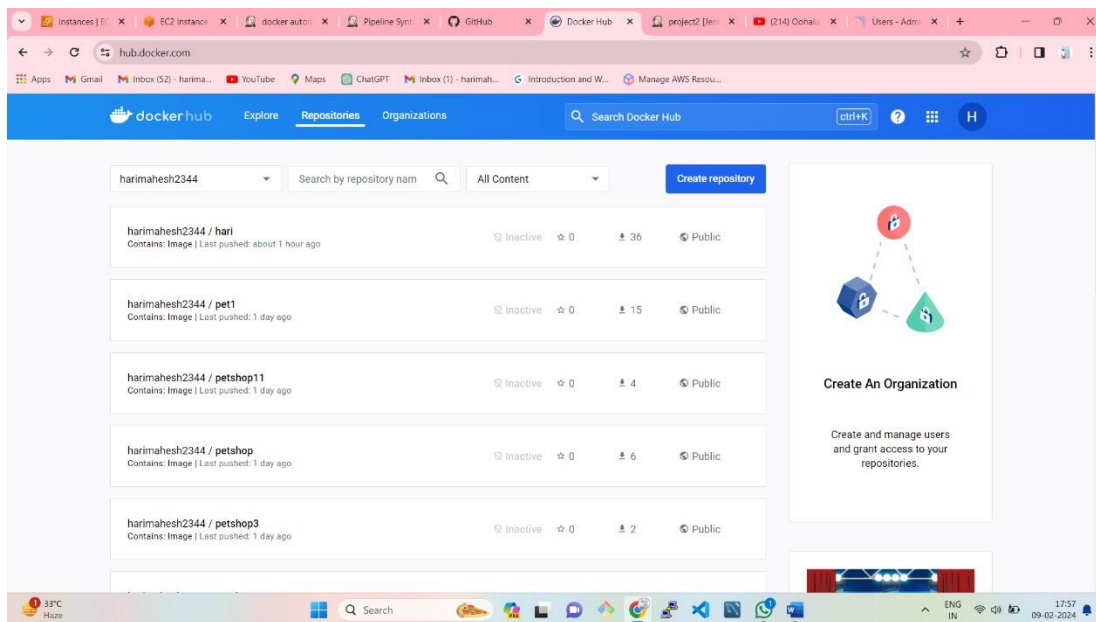 Instances | EC
EC2 Instance
docker auton
Pipeline Synt
GitHub
Docker Hub
project2 [Jen
(214) Oohalu
Users - Admi
hub.docker.com
Apps
Gmail
Inbox (52) - harima...
YouTube
Maps
ChatGPT
Inbox (1) - harimah...
Introduction and W...
Manage AWS Resou...
dockerhub
Explore
Repositories
Organizations
Search Docker Hub
ctrl+K
?
H
harimahesh2344
Search by repository nam
All Content
Create repository
harimahesh2344 / hari
Contains: Image | Last pushed: about 1 hour ago
Inactive
0
36
Public
harimahesh2344 / pet1
Contains: Image | Last pushed: 1 day ago
Inactive
0
15
Public
harimahesh2344 / petshop11
Contains: Image | Last pushed: 1 day ago
Inactive
0
4
Public
harimahesh2344 / petshop
Contains: Image | Last pushed: 1 day ago
Inactive
0
6
Public
harimahesh2344 / petshop3
Contains: Image | Last pushed: 1 day ago
Inactive
0
2
Public
Create An Organization
Create and manage users
and grant access to your
repositories.
1
33°C
Haze
Search
PRE
ENG
IN
17:57
09-02-2024